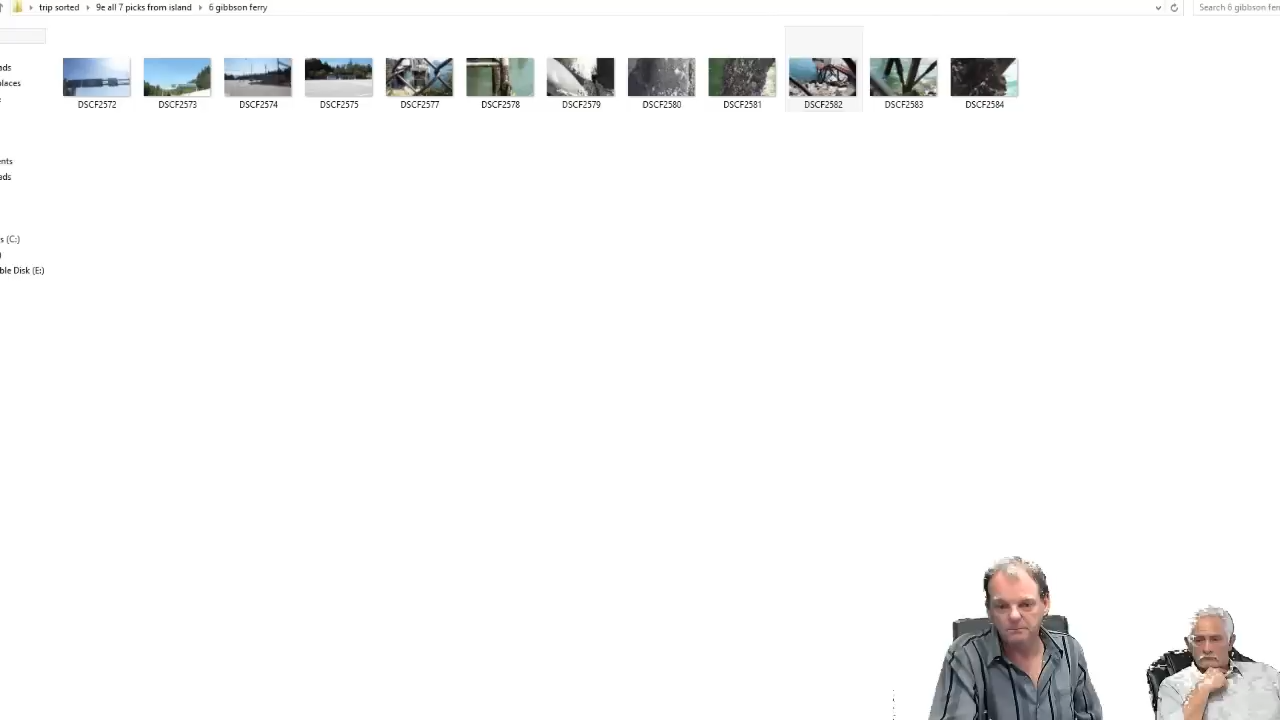 trip sorted 9e all 7 picks from island 6 gibbson ferry
Search 6 gibbson fer
ads
laces
DSCF2572 DSCF2573 DSCF2574 DSCF2575 DSCF2577 DSCF2578 DSCF2579 DSCF2580 DSCF2581 DSCF2582 DSCF2583 DSCF2584
ents
ads
s (C:)
)
ble Disk (E:)